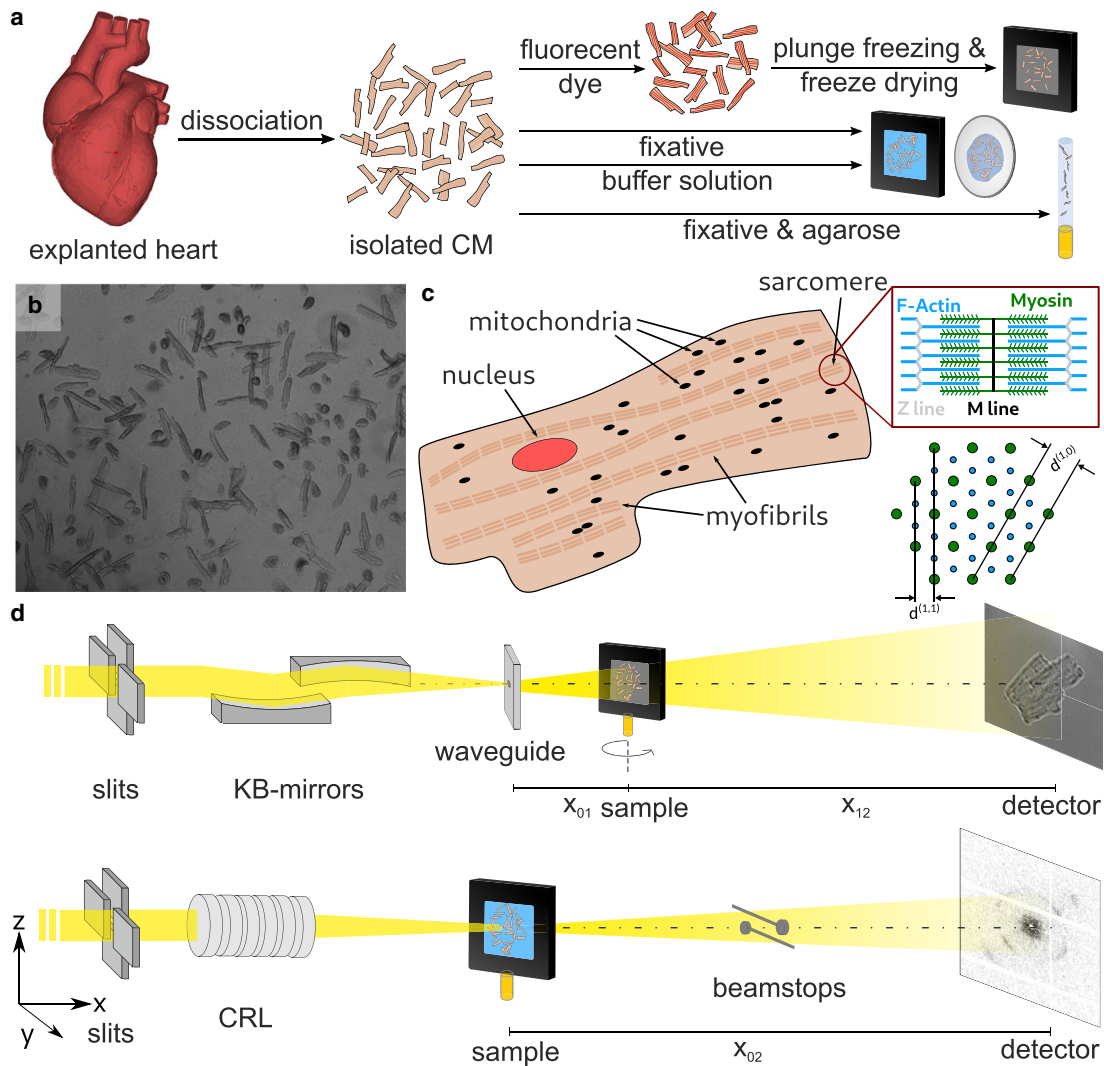 a
explanted heart
dissociation
isolated CM
fluorecent
dye
plunge freezing &
freeze drying
fixative
buffer solution
fixative & agarose
b
c
mitochondria
nucleus
sarcomere
myofibrils
F-Actin
Myosin
Z line
M line
d(1,0)
d(1,1)
d
slits
KB-mirrors
waveguide
x01
sample
x12
detector
z
x
y
slits
CRL
sample
beamstops
x02
detector